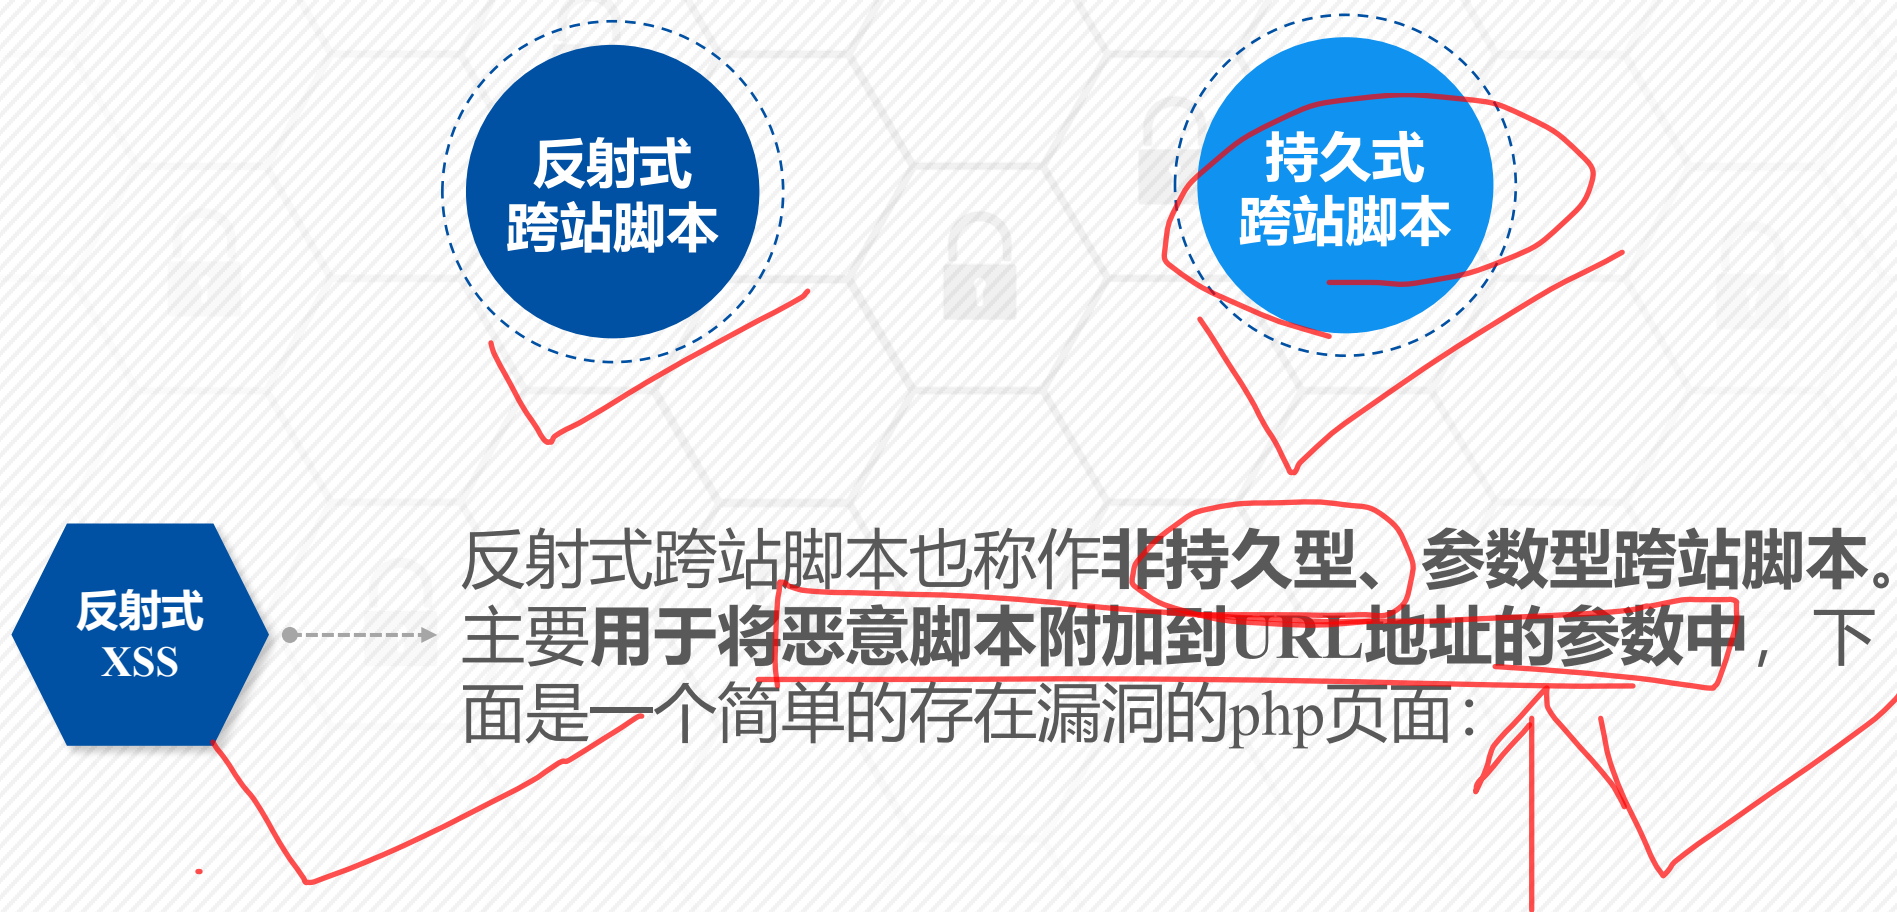 反射式
跨站脚本
持久式
跨站脚本
反射式
XSS
反射式跨站脚本也称作非持久型、参数型跨站脚本。
主要用于将恶意脚本附加到URL地址的参数中，下
面是一个简单的存在漏洞的php页面：